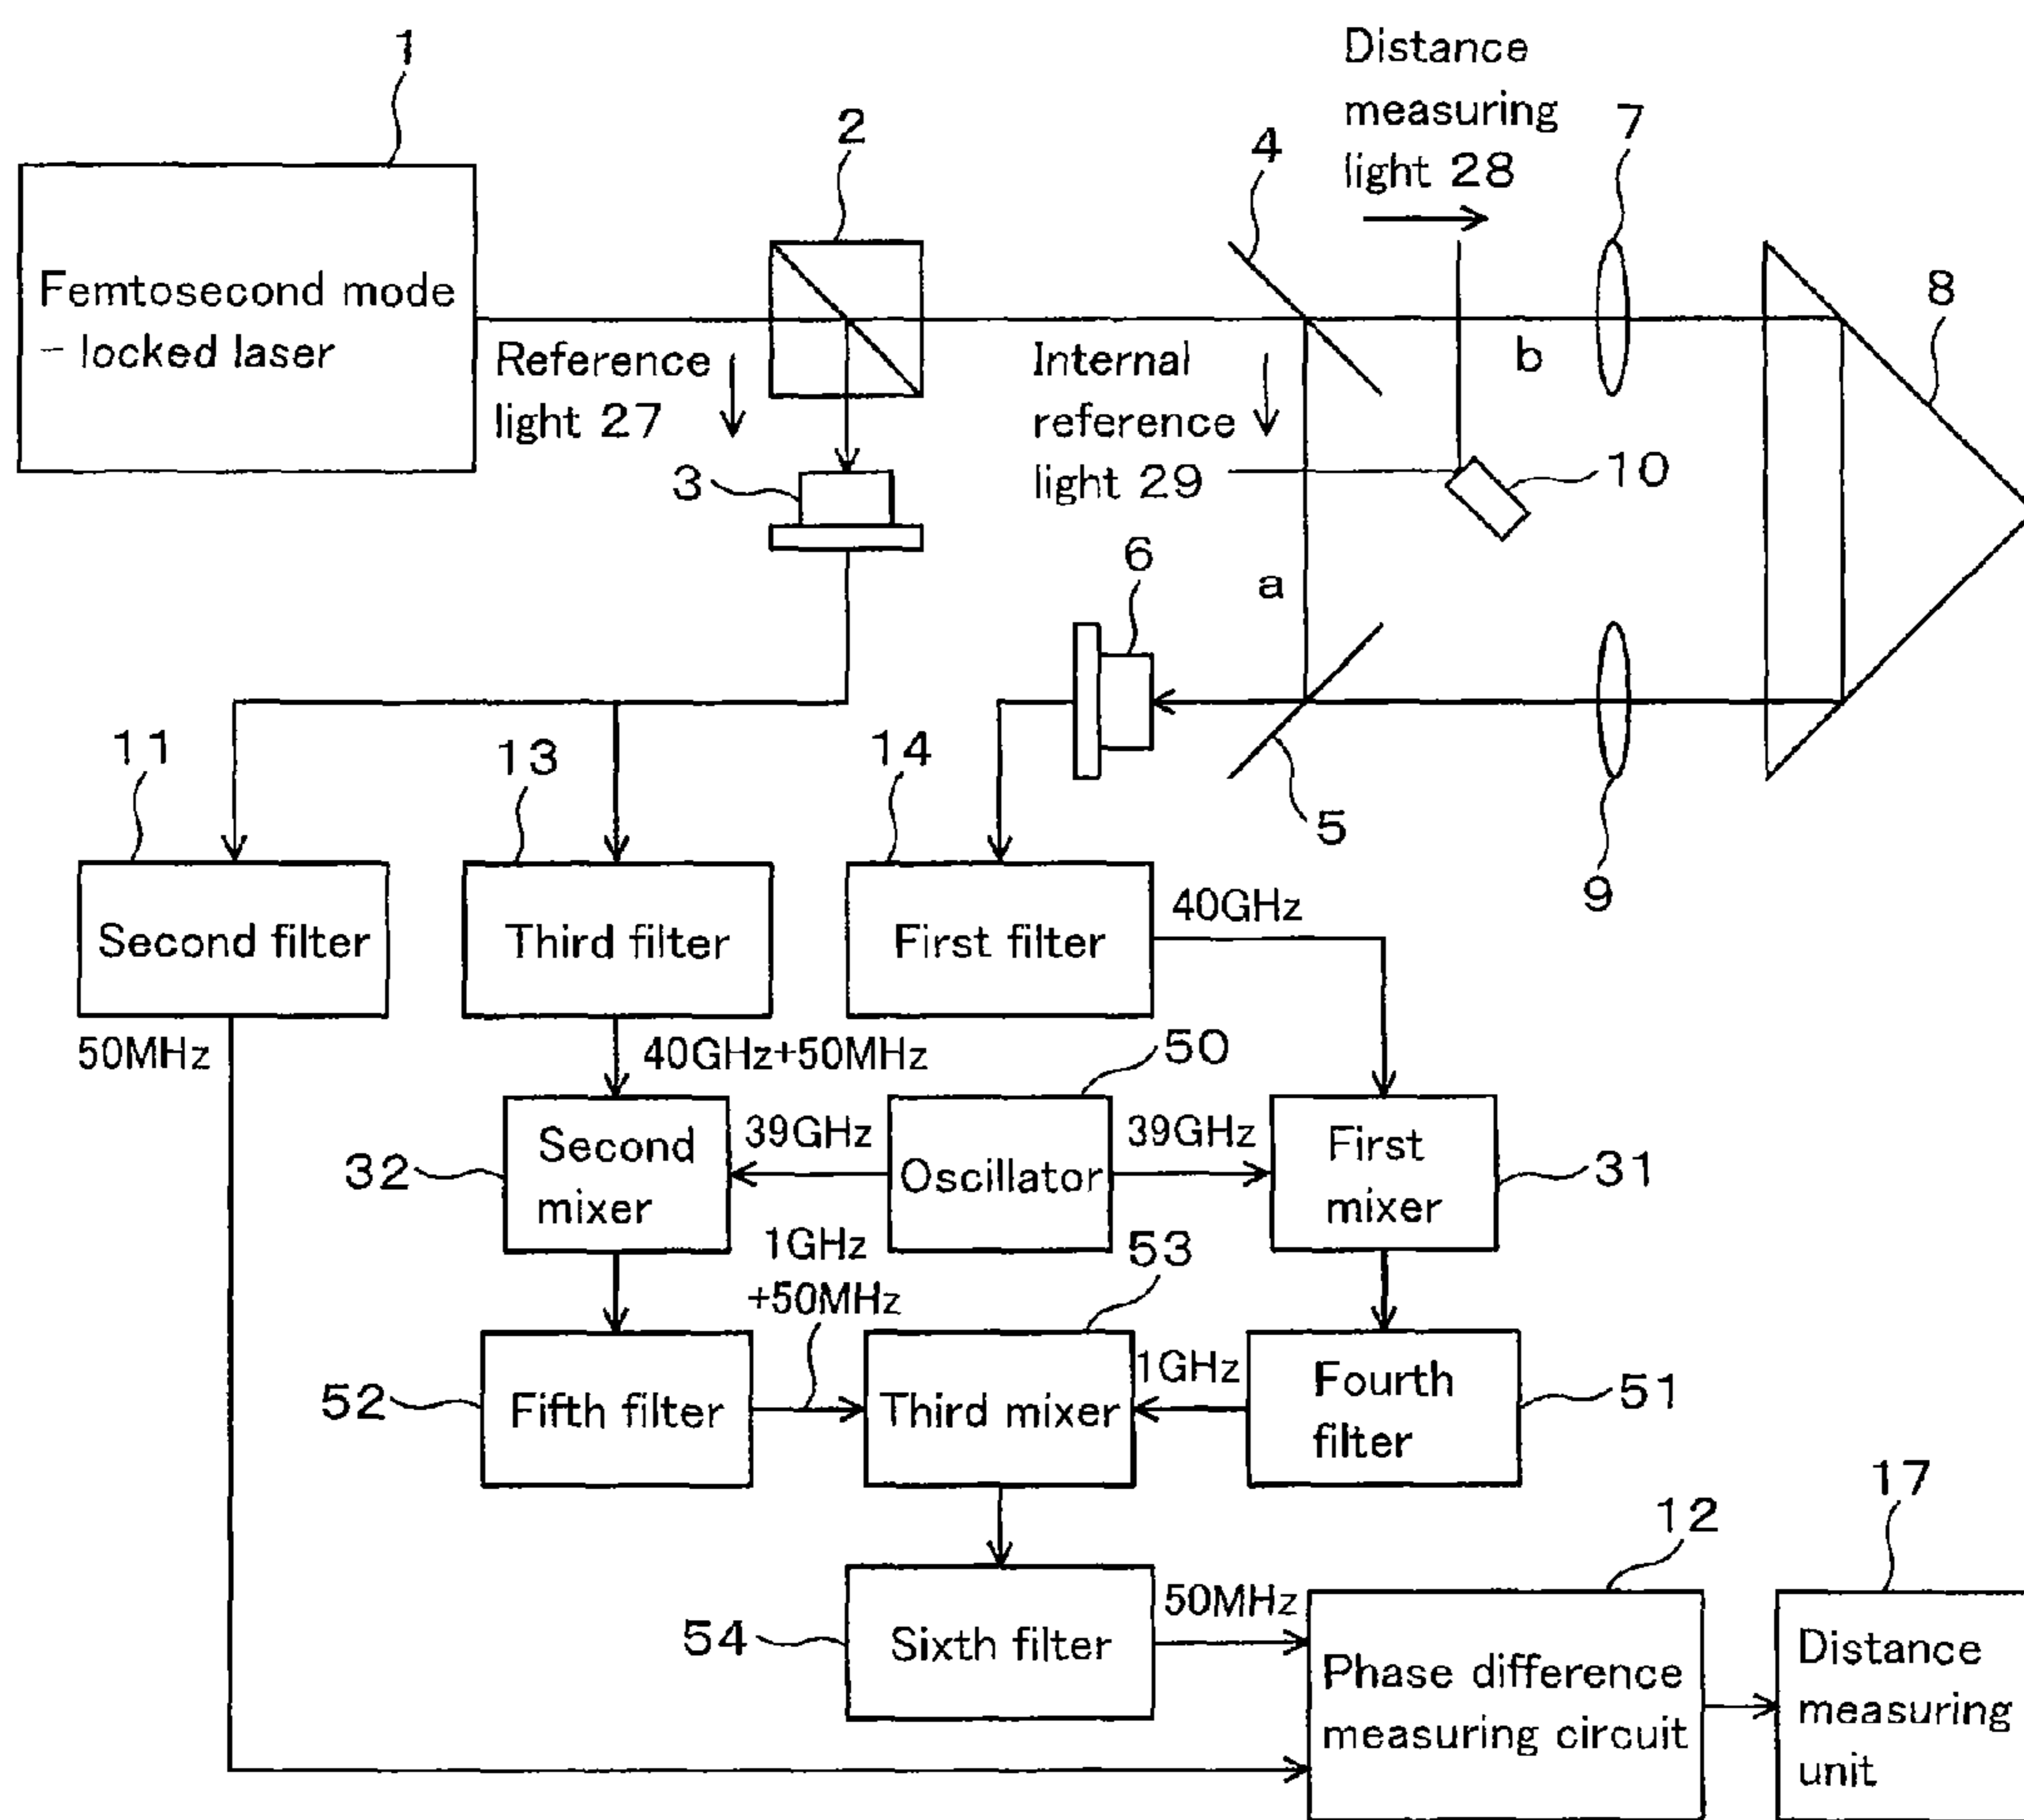 1
Distance
measuring
light 28
2
4
7
8
Femtosecond mode
– locked laser
Reference
light 27
Internal
reference
light 29
b
3
10
6
a
5
9
11
13
14
Second filter
Third filter
First filter
40GHz
50MHz
40GHz+50MHz
50
32
Second
mixer
39GHz
Oscillator
39GHz
First
mixer
31
1GHz
+50MHz
53
52
Fifth filter
Third mixer
1GHz
Fourth
filter
51
17
12
54
Sixth filter
50MHz
Phase difference
measuring circuit
Distance
measuring
unit